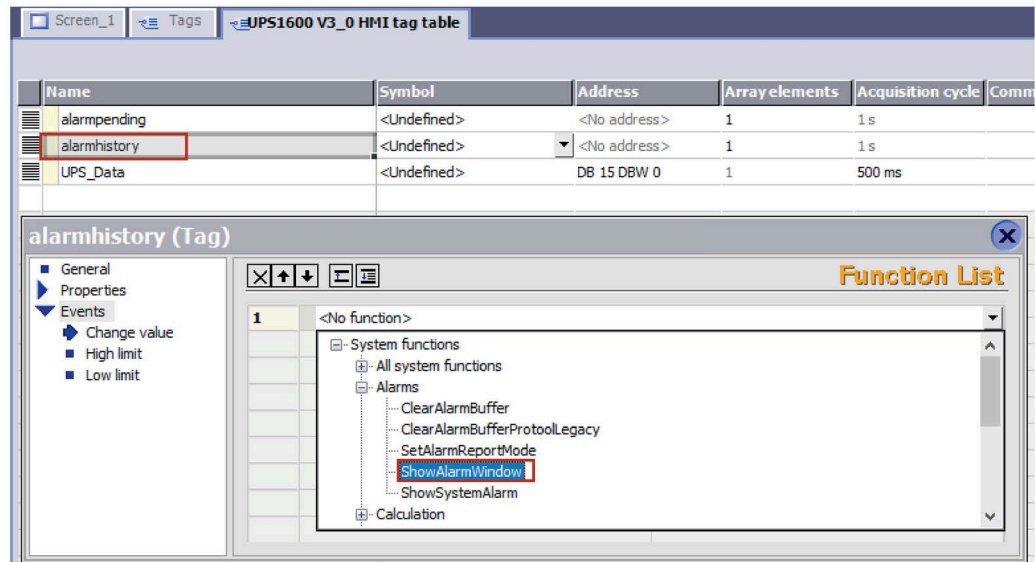 Screen_1 Tags UPS1600 V3_0 HMI tag table
Name Symbol Address Array elements Acquisition cycle Comm
alarmpending <Undefined> <No address> 1 1 s
alarmhistory <Undefined> <No address> 1 1 s
UPS_Data <Undefined> DB 15 DBW 0 1 500 ms
alarmhistory (Tag)
General
Properties
Events
Change value
High limit
Low limit
Function List
1 <No function>
System functions
All system functions
Alarms
ClearAlarmBuffer
ClearAlarmBufferProtoolLegacy
SetAlarmReportMode
ShowAlarmWindow
ShowSystemAlarm
Calculation